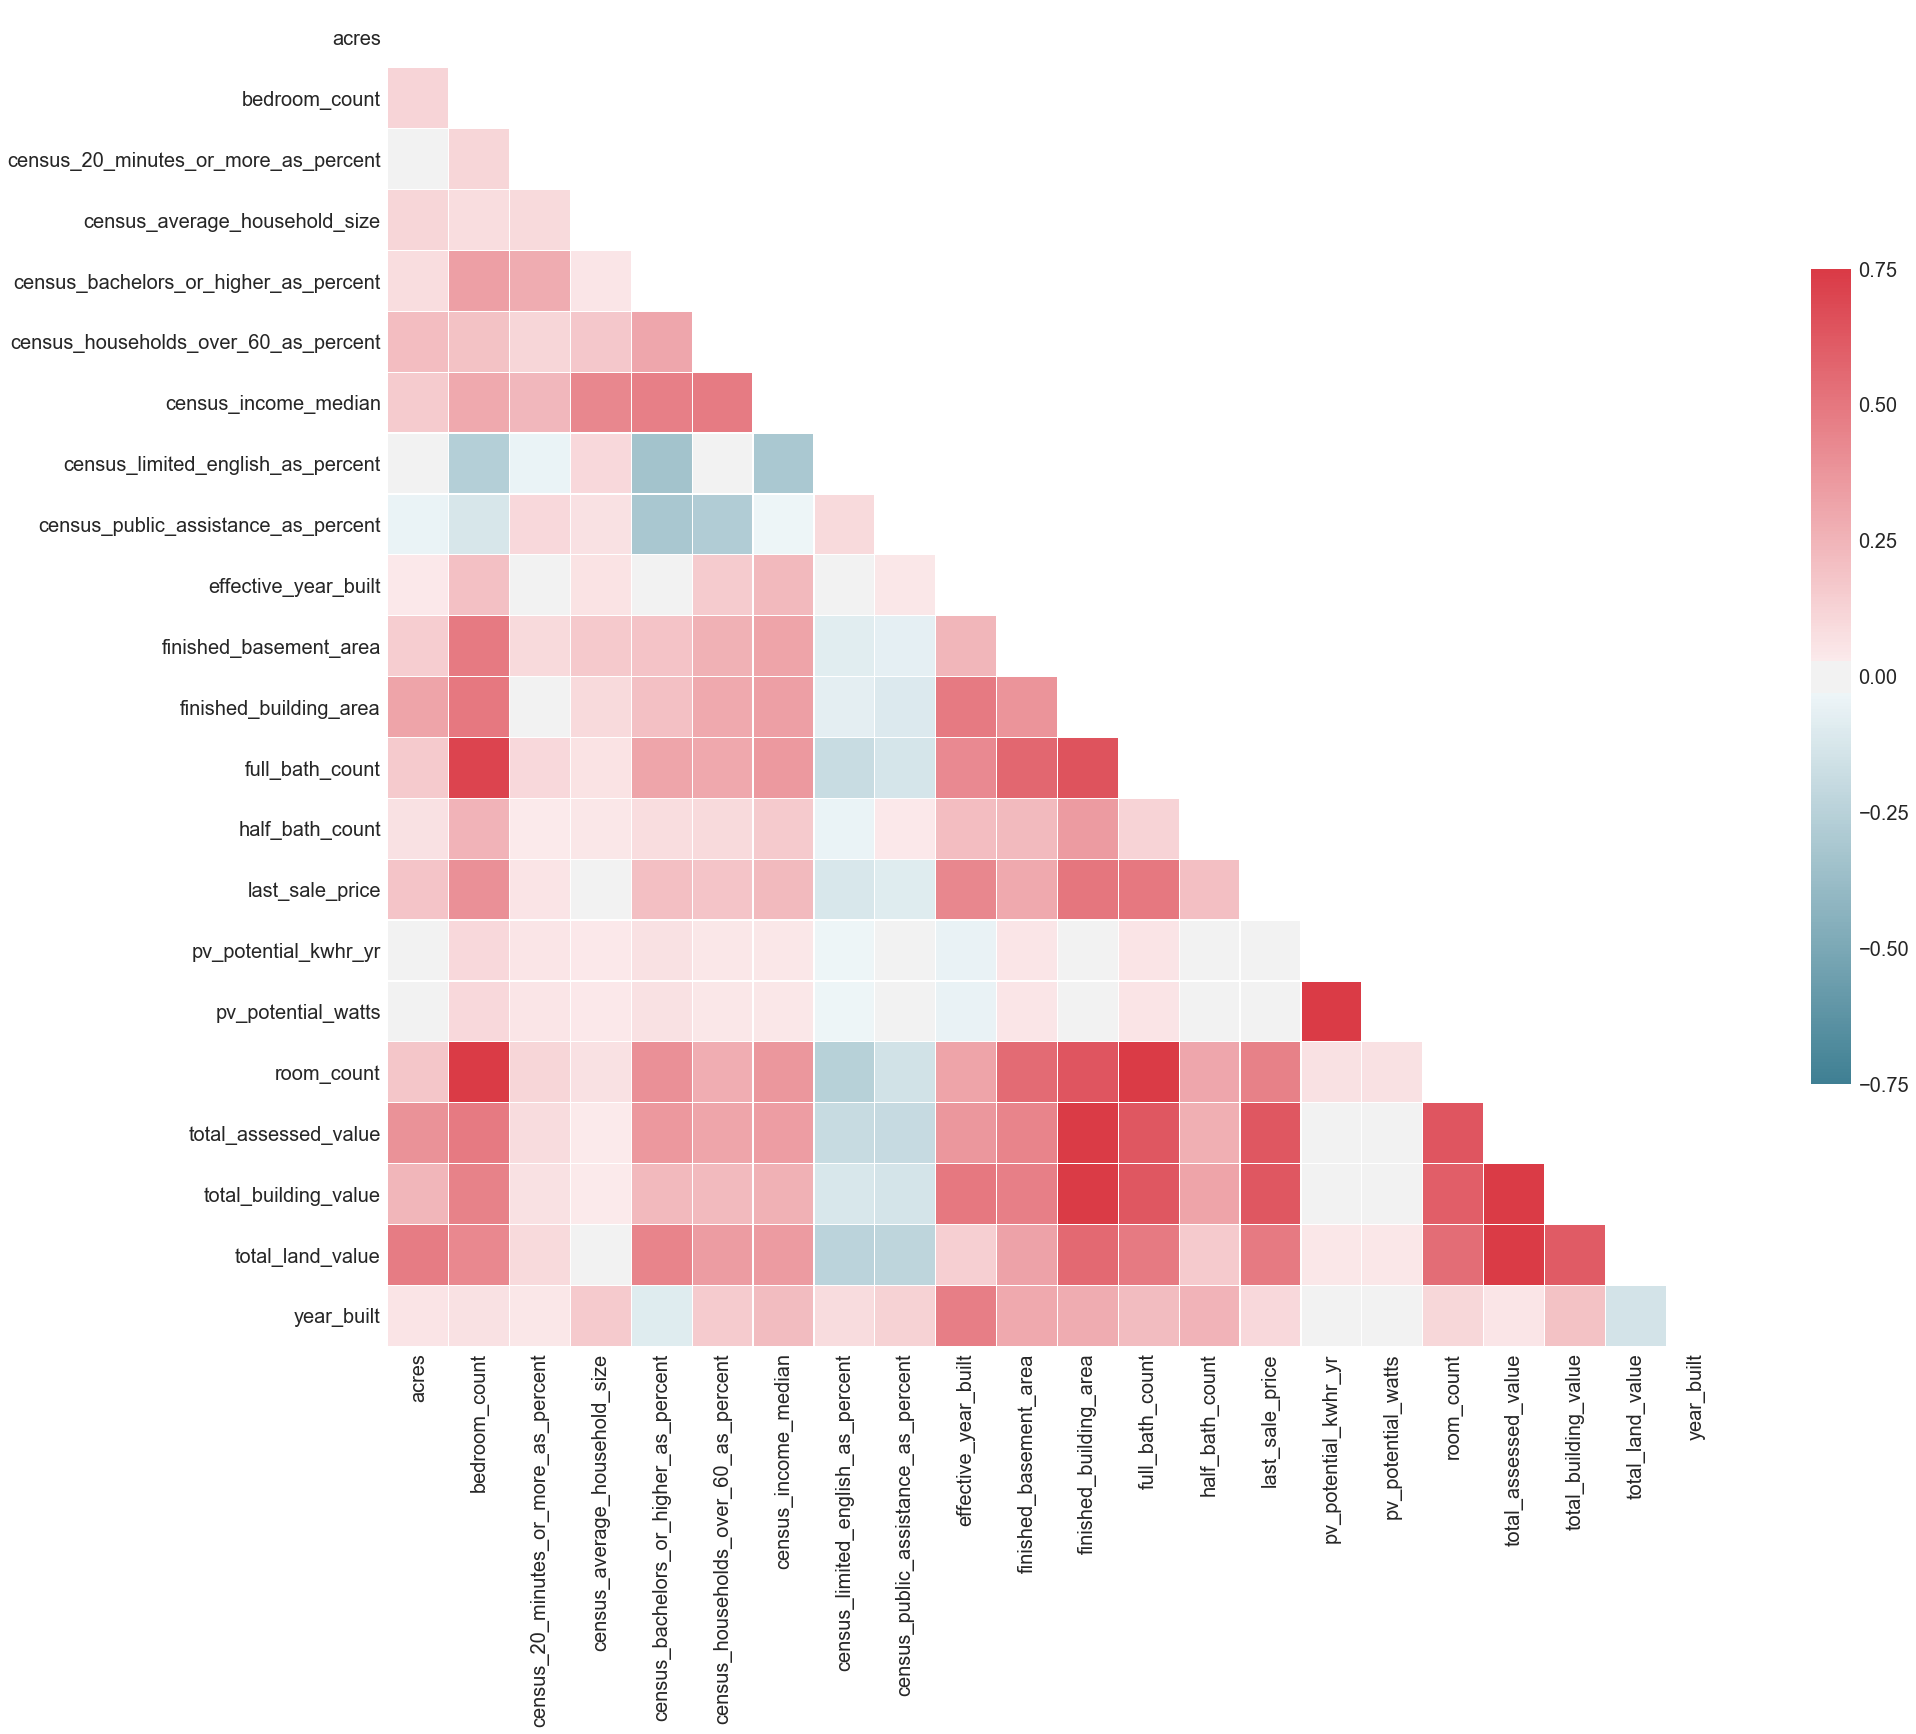 acres
bedroom_count
census_20_minutes_or_more_as_percent
census_average_household_size
census_bachelors_or_higher_as_percent
census_households_over_60_as_percent
census_income_median
census_limited_english_as_percent
census_public_assistance_as_percent
effective_year_built
finished_basement_area
finished_building_area
full_bath_count
half_bath_count
last_sale_price
pv_potential_kwhr_yr
pv_potential_watts
room_count
total_assessed_value
total_building_value
total_land_value
year_built
acres
bedroom_count
census_20_minutes_or_more_as_percent
census_average_household_size
census_bachelors_or_higher_as_percent
census_households_over_60_as_percent
census_income_median
census_limited_english_as_percent
census_public_assistance_as_percent
effective_year_built
finished_basement_area
finished_building_area
full_bath_count
half_bath_count
last_sale_price
pv_potential_kwhr_yr
pv_potential_watts
room_count
total_assessed_value
total_building_value
total_land_value
year_built
0.75
0.50
0.25
0.00
−0.25
−0.50
−0.75